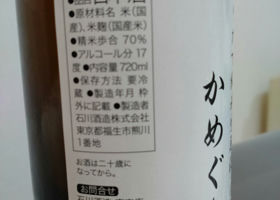 ●原材料名 米(国
産)、米麹(国産米)
●精米歩合 70%
●アルコール分 17
度●内容量 720ml
●保存方法 要冷
蔵●製造年月 枠
外に記載●製造者
石川酒造株式会社
東京都福生市熊川
1番地
お酒は二十歳に
なってから。
お問合せ
かめぐ